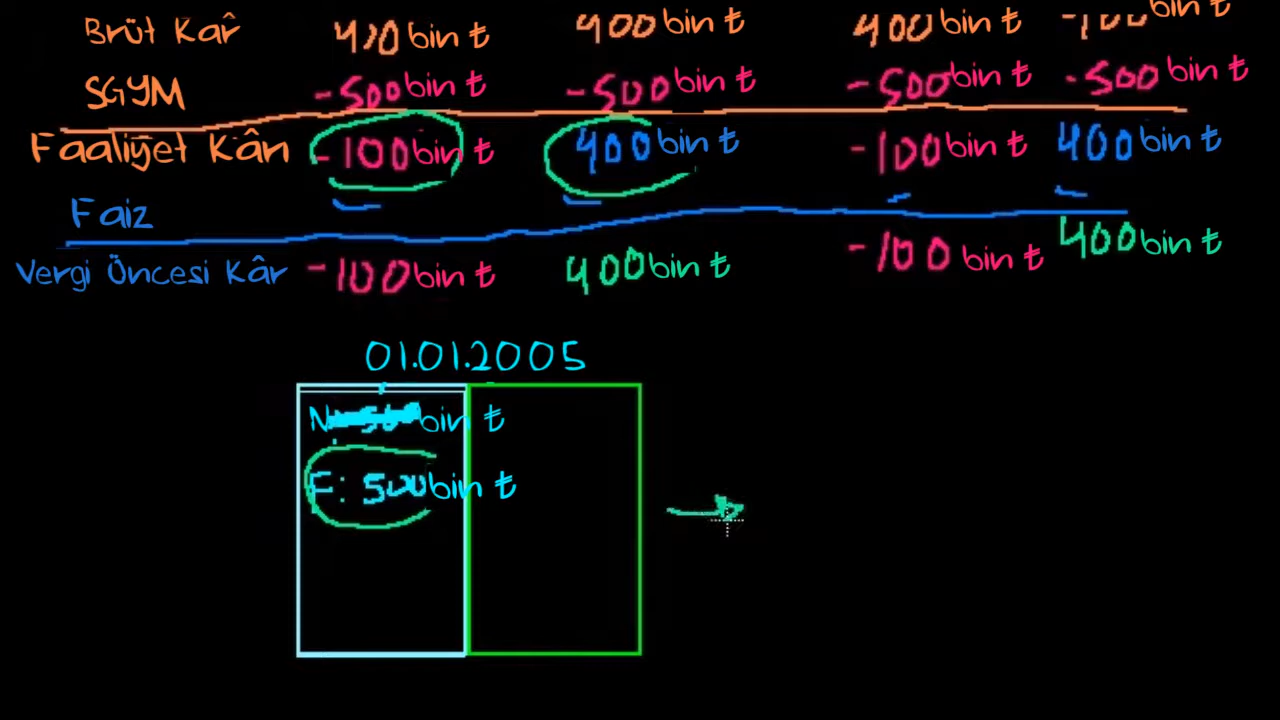 Brüt Kâr 400 bin ₺ 400 bin ₺ 400 bin ₺ bin ₺
SGYM -500 bin ₺ -500 bin ₺ -500 bin ₺ -500 bin ₺
Faaliyet Kârı -100 bin ₺ 400 bin ₺ -100 bin ₺ 400 bin ₺
Faiz
Vergi Öncesi Kâr -100 bin ₺ 400 bin ₺ -100 bin ₺ 400 bin ₺
01.01.2005
N bin ₺
F: 500 bin ₺